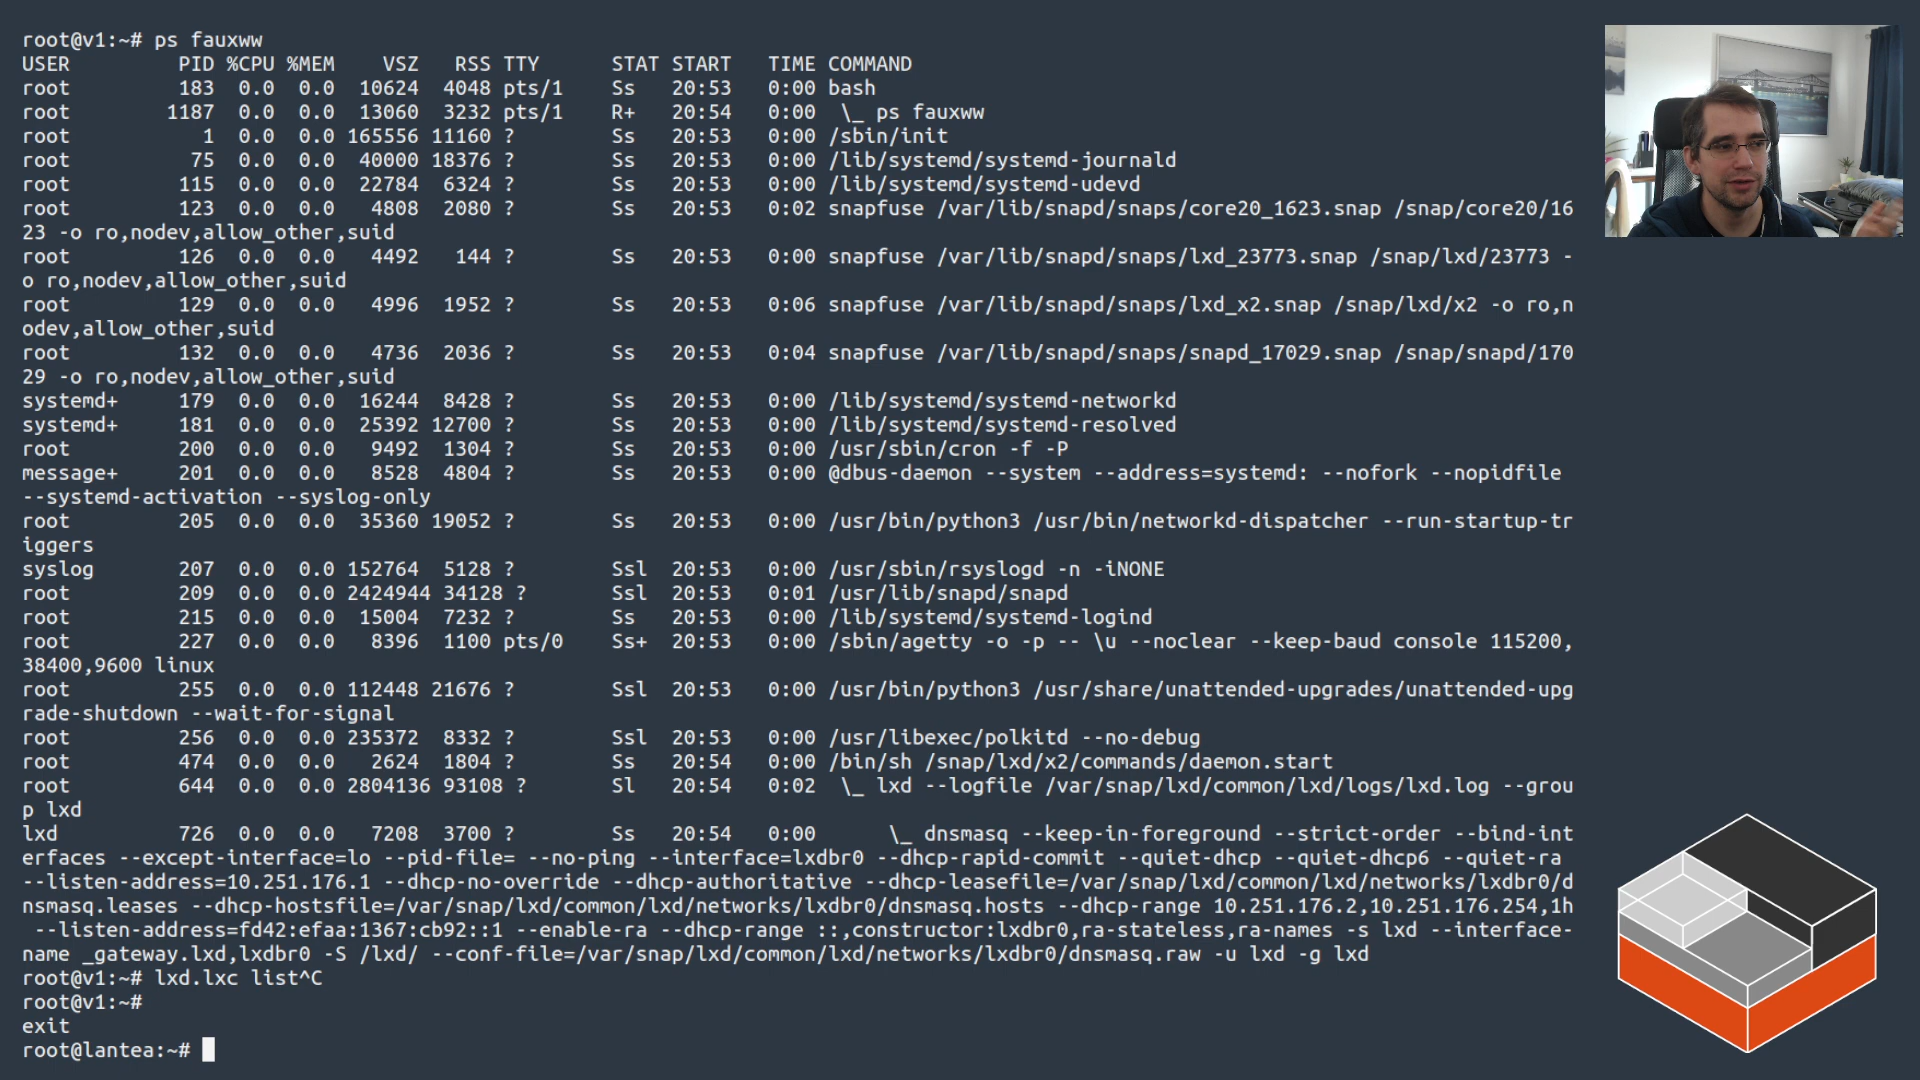 root@v1:~# ps fauxww
USER         PID %CPU %MEM    VSZ   RSS TTY      STAT START   TIME COMMAND
root         183  0.0  0.0  10624  4048 pts/1    Ss   20:53   0:00 bash
root        1187  0.0  0.0  13060  3232 pts/1    R+   20:54   0:00  \_ ps fauxww
root           1  0.0  0.0 165556 11160 ?        Ss   20:53   0:00 /sbin/init
root          75  0.0  0.0  40000 18376 ?        Ss   20:53   0:00 /lib/systemd/systemd-journald
root         115  0.0  0.0  22784  6324 ?        Ss   20:53   0:00 /lib/systemd/systemd-udevd
root         123  0.0  0.0   4808  2080 ?        Ss   20:53   0:02 snapfuse /var/lib/snapd/snaps/core20_1623.snap /snap/core20/16
23 -o ro,nodev,allow_other,suid
root         126  0.0  0.0   4492   144 ?        Ss   20:53   0:00 snapfuse /var/lib/snapd/snaps/lxd_23773.snap /snap/lxd/23773 -
o ro,nodev,allow_other,suid
root         129  0.0  0.0   4996  1952 ?        Ss   20:53   0:06 snapfuse /var/lib/snapd/snaps/lxd_x2.snap /snap/lxd/x2 -o ro,n
odev,allow_other,suid
root         132  0.0  0.0   4736  2036 ?        Ss   20:53   0:04 snapfuse /var/lib/snapd/snaps/snapd_17029.snap /snap/snapd/170
29 -o ro,nodev,allow_other,suid
systemd+     179  0.0  0.0  16244  8428 ?        Ss   20:53   0:00 /lib/systemd/systemd-networkd
systemd+     181  0.0  0.0  25392 12700 ?        Ss   20:53   0:00 /lib/systemd/systemd-resolved
root         200  0.0  0.0   9492  1304 ?        Ss   20:53   0:00 /usr/sbin/cron -f -P
message+     201  0.0  0.0   8528  4804 ?        Ss   20:53   0:00 @dbus-daemon --system --address=systemd: --nofork --nopidfile
--systemd-activation --syslog-only
root         205  0.0  0.0  35360 19052 ?        Ss   20:53   0:00 /usr/bin/python3 /usr/bin/networkd-dispatcher --run-startup-tr
iggers
syslog       207  0.0  0.0 152764  5128 ?        Ssl  20:53   0:00 /usr/sbin/rsyslogd -n -iNONE
root         209  0.0  0.0 2424944 34128 ?       Ssl  20:53   0:01 /usr/lib/snapd/snapd
root         215  0.0  0.0  15004  7232 ?        Ss   20:53   0:00 /lib/systemd/systemd-logind
root         227  0.0  0.0   8396  1100 pts/0    Ss+  20:53   0:00 /sbin/agetty -o -p -- \u --noclear --keep-baud console 115200,
38400,9600 linux
root         255  0.0  0.0 112448 21676 ?        Ssl  20:53   0:00 /usr/bin/python3 /usr/share/unattended-upgrades/unattended-upg
rade-shutdown --wait-for-signal
root         256  0.0  0.0 235372  8332 ?        Ssl  20:53   0:00 /usr/libexec/polkitd --no-debug
root         474  0.0  0.0   2624  1804 ?        Ss   20:54   0:00 /bin/sh /snap/lxd/x2/commands/daemon.start
root         644  0.0  0.0 2804136 93108 ?       Sl   20:54   0:02  \_ lxd --logfile /var/snap/lxd/common/lxd/logs/lxd.log --grou
p lxd
lxd          726  0.0  0.0   7208  3700 ?        Ss   20:54   0:00      \_ dnsmasq --keep-in-foreground --strict-order --bind-int
erfaces --except-interface=lo --pid-file= --no-ping --interface=lxdbr0 --dhcp-rapid-commit --quiet-dhcp --quiet-dhcp6 --quiet-ra
--listen-address=10.251.176.1 --dhcp-no-override --dhcp-authoritative --dhcp-leasefile=/var/snap/lxd/common/lxd/networks/lxdbr0/d
nsmasq.leases --dhcp-hostsfile=/var/snap/lxd/common/lxd/networks/lxdbr0/dnsmasq.hosts --dhcp-range 10.251.176.2,10.251.176.254,1h
 --listen-address=fd42:efaa:1367:cb92::1 --enable-ra --dhcp-range ::,constructor:lxdbr0,ra-stateless,ra-names -s lxd --interface-
name _gateway.lxd,lxdbr0 -S /lxd/ --conf-file=/var/snap/lxd/common/lxd/networks/lxdbr0/dnsmasq.raw -u lxd -g lxd
root@v1:~# lxd.lxc list^C
root@v1:~#
exit
root@lantea:~#